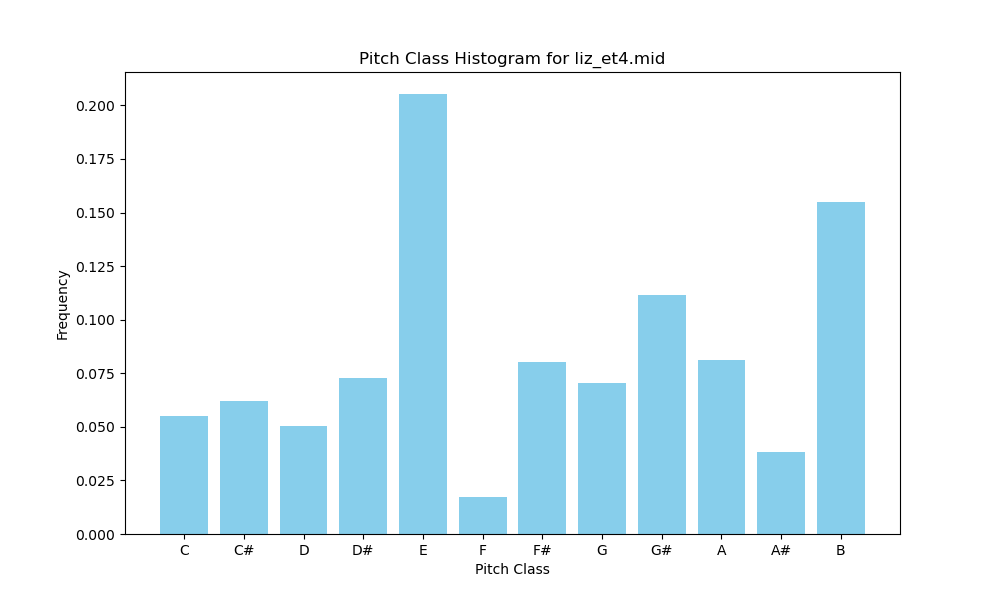 Pitch Class Histogram for liz_et4.mid
0.200
0.175
0.150
0.125
0.100
0.075
0.050
0.025
0.000
Frequency
C C# D D# E F F# G G# A A# B
Pitch Class